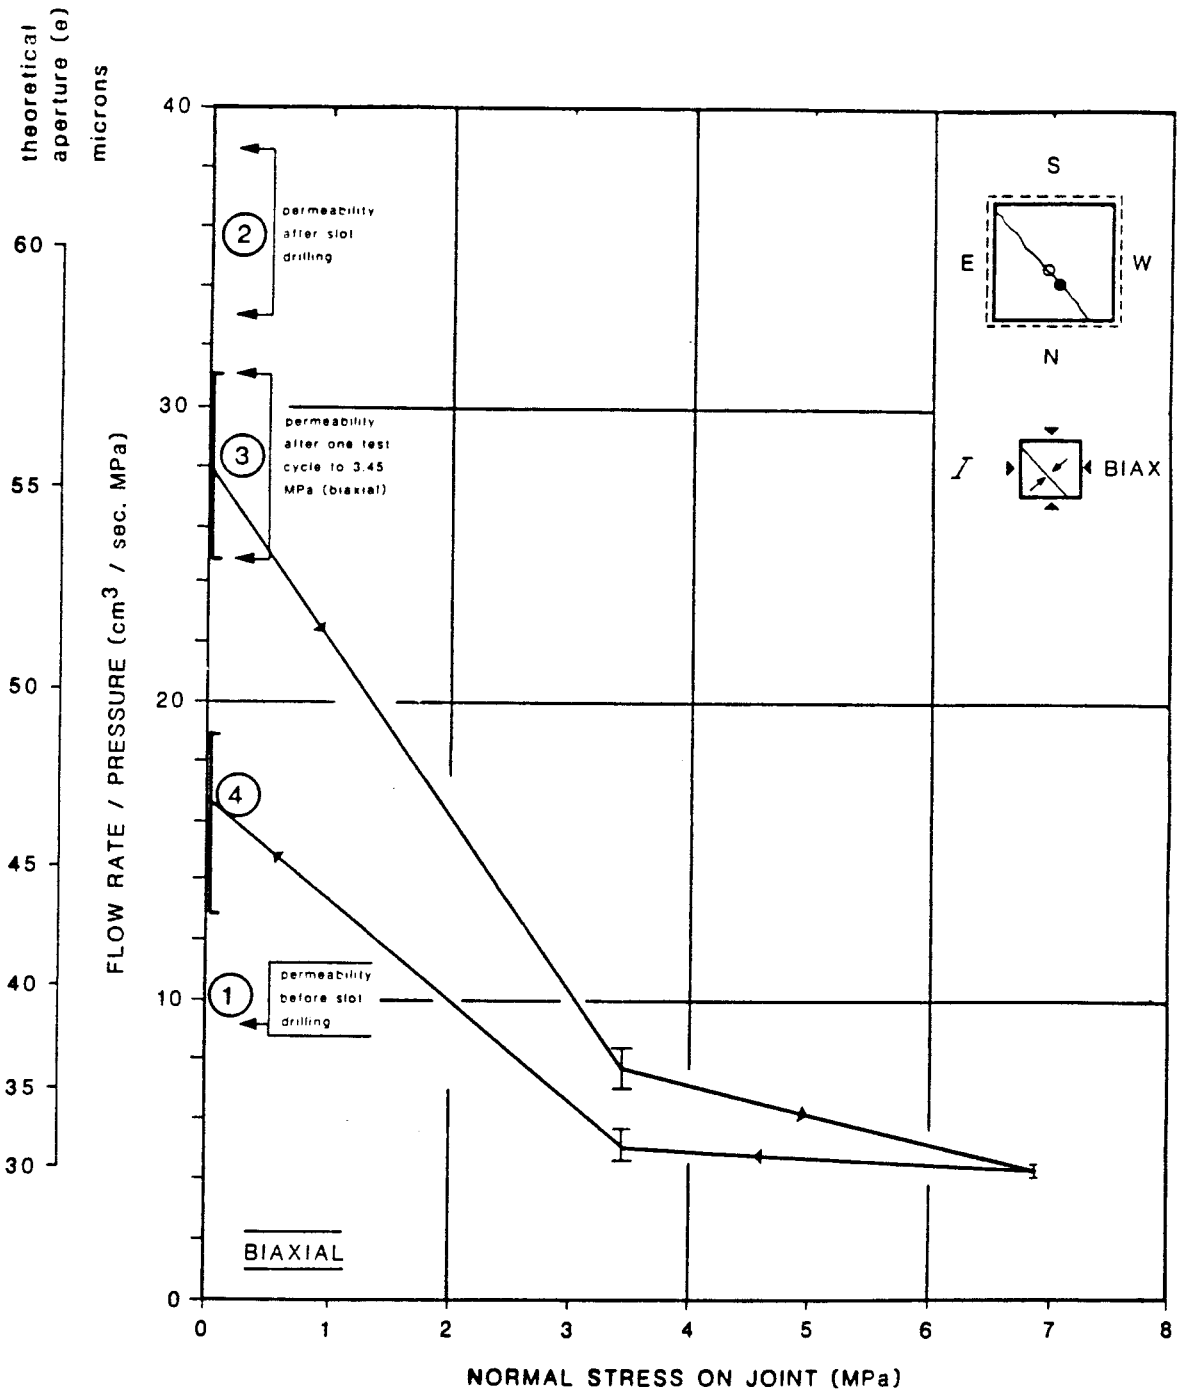 theoretical
aperture (e)
microns
60
55
50
45
40
35
30
FLOW RATE / PRESSURE (cm³ / sec. MPa)
40
30
20
10
0
2
permeability
after slot
drilling
3
permeability
after one test
cycle to 3.45
MPa (biaxial)
4
1
permeability
before slot
drilling
BIAXIAL
S
E
W
N
I
BIAX
0
1
2
3
4
5
6
7
8
NORMAL STRESS ON JOINT (MPa)